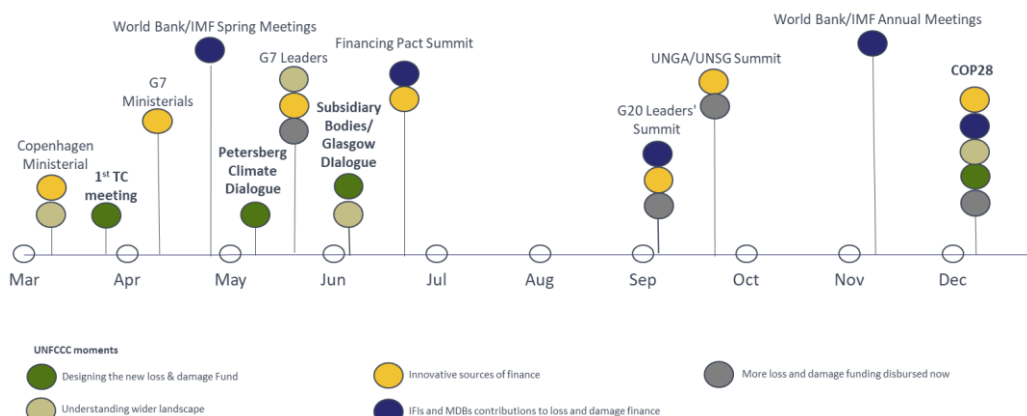 World Bank/IMF Spring Meetings
World Bank/IMF Annual Meetings
G7 Leaders
Financing Pact Summit
UNGA/UNSG Summit
COP28
G7
Ministerials
Subsidiary
Bodies/
Glasgow
DIalogue
G20 Leaders'
Summit
Copenhagen
Ministerial
1st TC
meeting
Petersberg
Climate
Dialogue
Mar
Apr
May
Jun
Jul
Aug
Sep
Oct
Nov
Dec
UNFCCC moments
Designing the new loss & damage Fund
Innovative sources of finance
More loss and damage funding disbursed now
Understanding wider landscape
IFIs and MDBs contributions to loss and damage finance